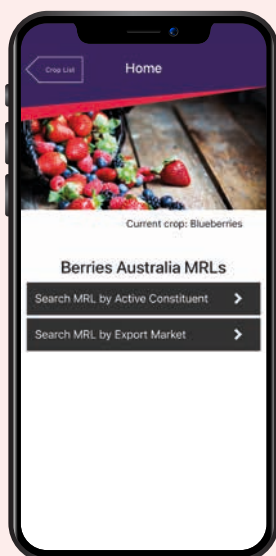 Crop List
Home
Current crop: Blueberries
Berries Australia MRLs
Search MRL by Active Constituent
Search MRL by Export Market